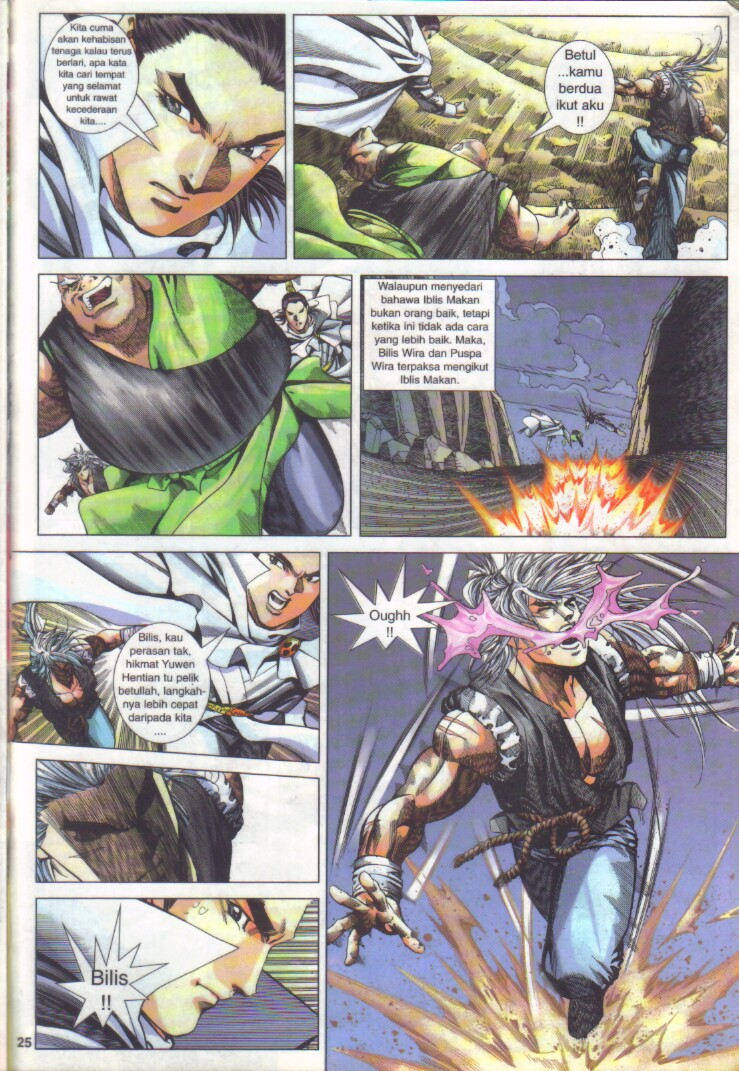 Kita cuma
akan kehabisan
tenaga kalau terus
berlari, apa kata
kita cari tempat
yang selamat
untuk rawat
kecederaan
kita....
Betul
...kamu
berdua
ikut aku
!!
Walaupun menyedari
bahawa Iblis Makan
bukan orang baik, tetapi
ketika ini tidak ada cara
yang lebih baik. Maka,
Bilis Wira dan Puspa
Wira terpaksa mengikut
Iblis Makan.
Bilis, kau
perasan tak,
hikmat Yuwen
Hentian tu pelik
betullah, langkah-
nya lebih cepat
daripada kita
....
Oughh
!!
Bilis
!!
25